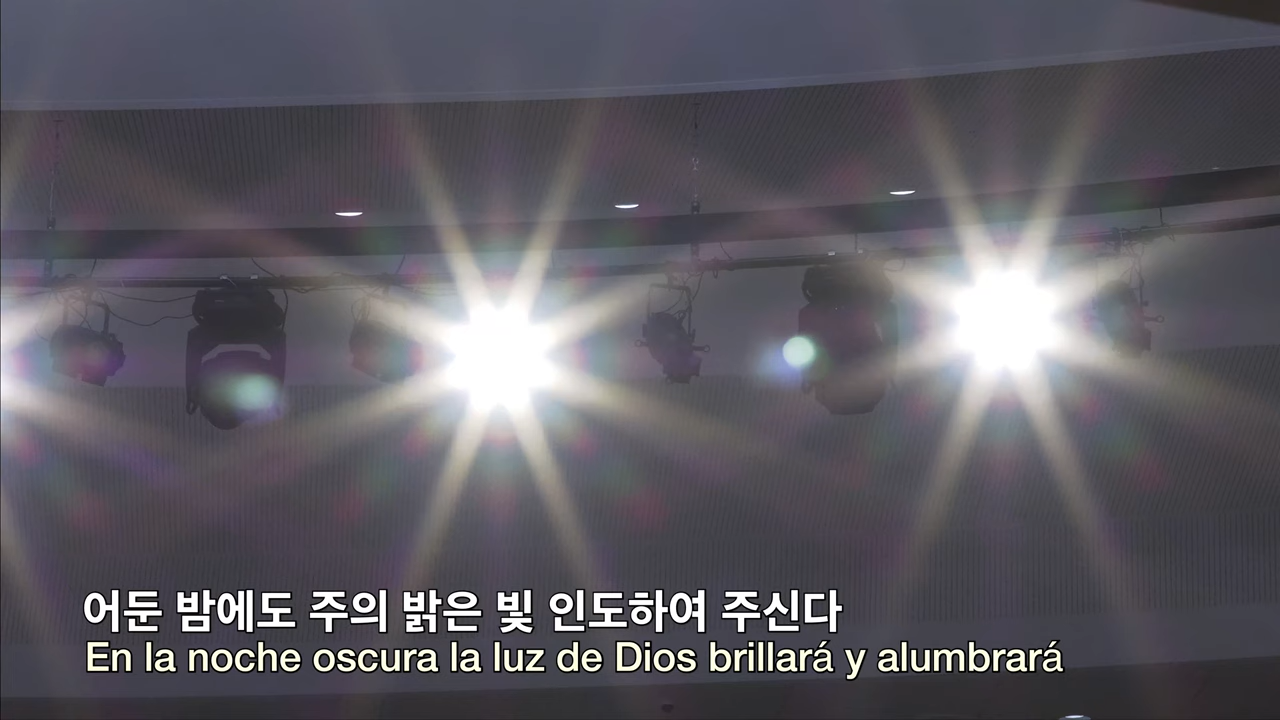 어둔 밤에도 주의 밝은 빛 인도하여 주신다
En la noche oscura la luz de Dios brillará y alumbrará